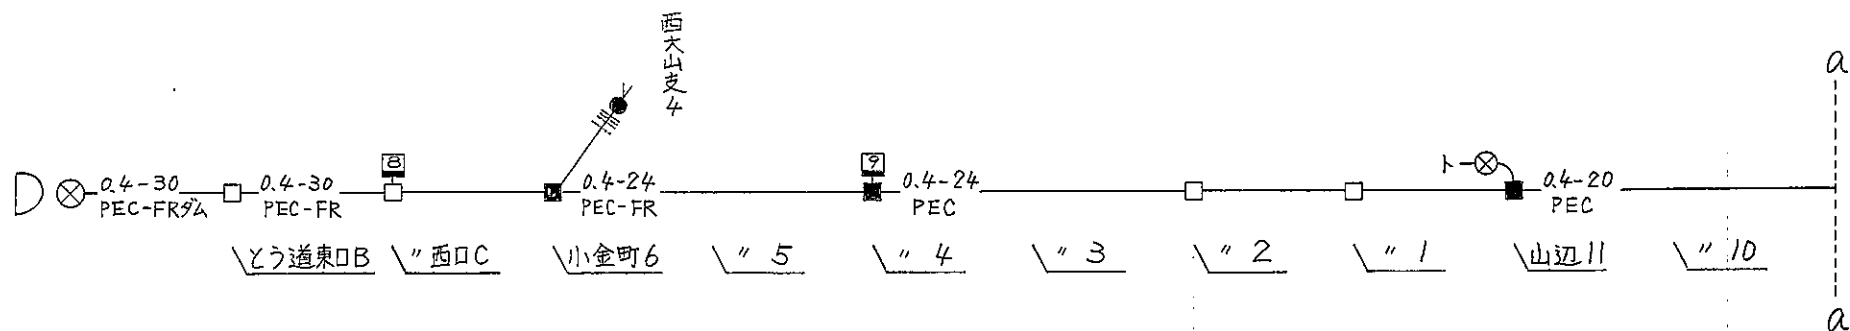 西大山支4
a
8
9
ト
0.4-30
PEC-FRダム
0.4-30
PEC-FR
0.4-24
PEC-FR
0.4-24
PEC
0.4-20
PEC
とう道東口B
〃西口C
小金町6
〃5
〃4
〃3
〃2
〃1
山辺11
〃10
a